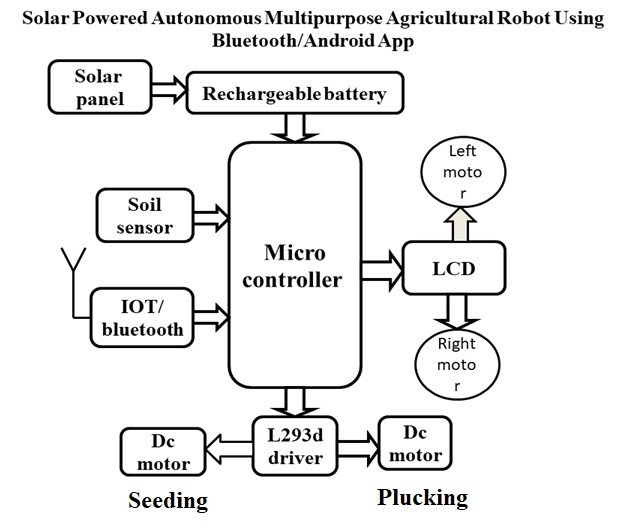 Solar Powered Autonomous Multipurpose Agricultural Robot Using
Bluetooth/Android App
Solar
panel
Rechargeable battery
Soil
sensor
IOT/
bluetooth
Micro
controller
Left
moto
r
LCD
Right
moto
r
Dc
motor
L293d
driver
Dc
motor
Seeding
Plucking